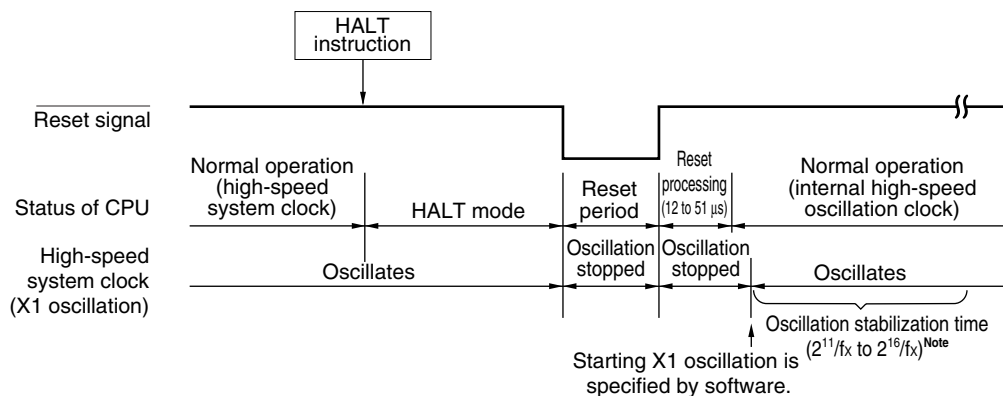 HALT
instruction
Reset signal
Normal operation
(high-speed
system clock)
HALT mode
Reset
period
Reset
processing
(12 to 51 μs)
Normal operation
(internal high-speed
oscillation clock)
Status of CPU
High-speed
system clock
(X1 oscillation)
Oscillates
Oscillation
stopped
Oscillation
stopped
Oscillates
Oscillation stabilization time
(2¹¹/fX to 2¹⁶/fX)Note
Starting X1 oscillation is
specified by software.